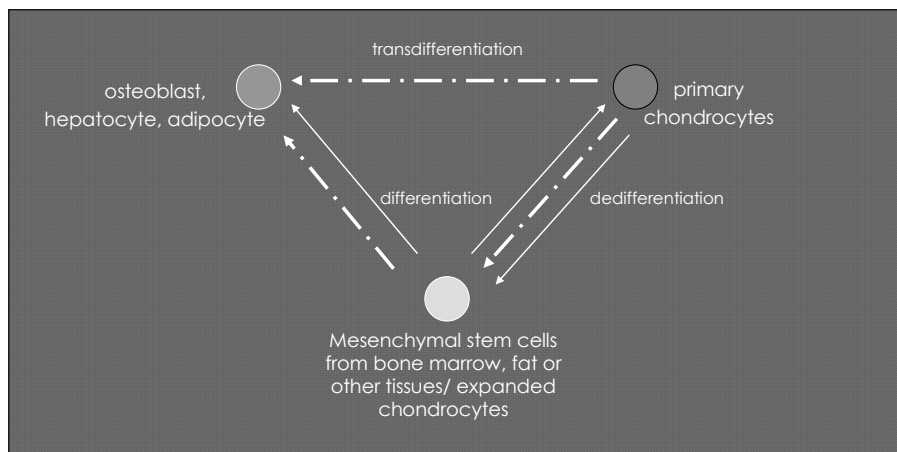 transdifferentiation
osteoblast,
hepatocyte, adipocyte
primary
chondrocytes
differentiation
dedifferentiation
Mesenchymal stem cells
from bone marrow, fat or
other tissues/ expanded
chondrocytes